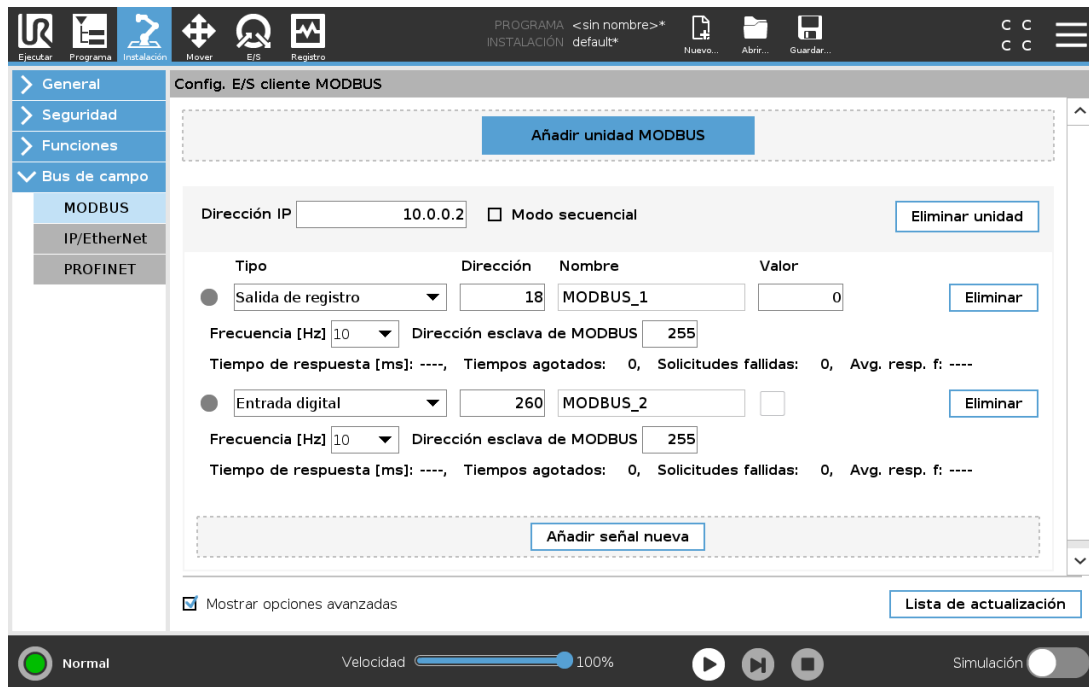 UR
PROGRAMA <sin nombre>*
INSTALACIÓN default*
C C
C C
Ejecutar Programa Instalación Mover E/S Registro Nuevo... Abrir... Guardar...
General
Seguridad
Funciones
Bus de campo
MODBUS
IP/EtherNet
PROFINET
Config. E/S cliente MODBUS
Añadir unidad MODBUS
Dirección IP 10.0.0.2 Modo secuencial Eliminar unidad
Tipo Dirección Nombre Valor
Salida de registro 18 MODBUS_1 0 Eliminar
Frecuencia [Hz] 10 Dirección esclava de MODBUS 255
Tiempo de respuesta [ms]: ----, Tiempos agotados: 0, Solicitudes fallidas: 0, Avg. resp. f: ----
Entrada digital 260 MODBUS_2 Eliminar
Frecuencia [Hz] 10 Dirección esclava de MODBUS 255
Tiempo de respuesta [ms]: ----, Tiempos agotados: 0, Solicitudes fallidas: 0, Avg. resp. f: ----
Añadir señal nueva
Mostrar opciones avanzadas Lista de actualización
Normal Velocidad 100% Simulación